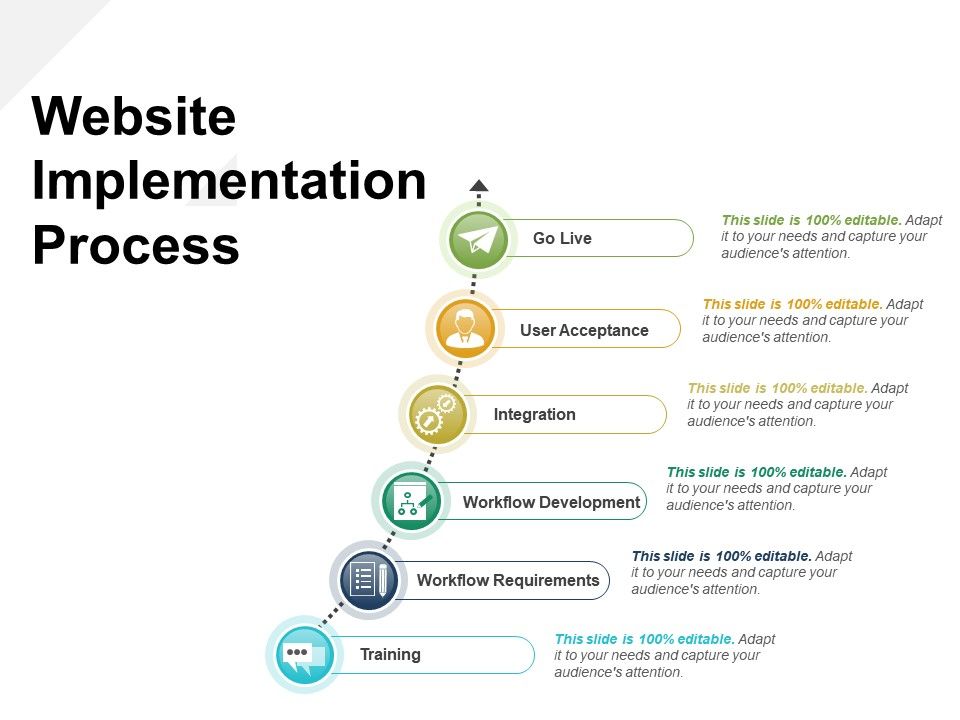 Website
Implementation
Process
Go Live
This slide is 100% editable. Adapt
it to your needs and capture your
audience's attention.
User Acceptance
This slide is 100% editable. Adapt
it to your needs and capture your
audience's attention.
Integration
This slide is 100% editable. Adapt
it to your needs and capture your
audience's attention.
Workflow Development
This slide is 100% editable. Adapt
it to your needs and capture your
audience's attention.
Workflow Requirements
This slide is 100% editable. Adapt
it to your needs and capture your
audience's attention.
Training
This slide is 100% editable. Adapt
it to your needs and capture your
audience's attention.